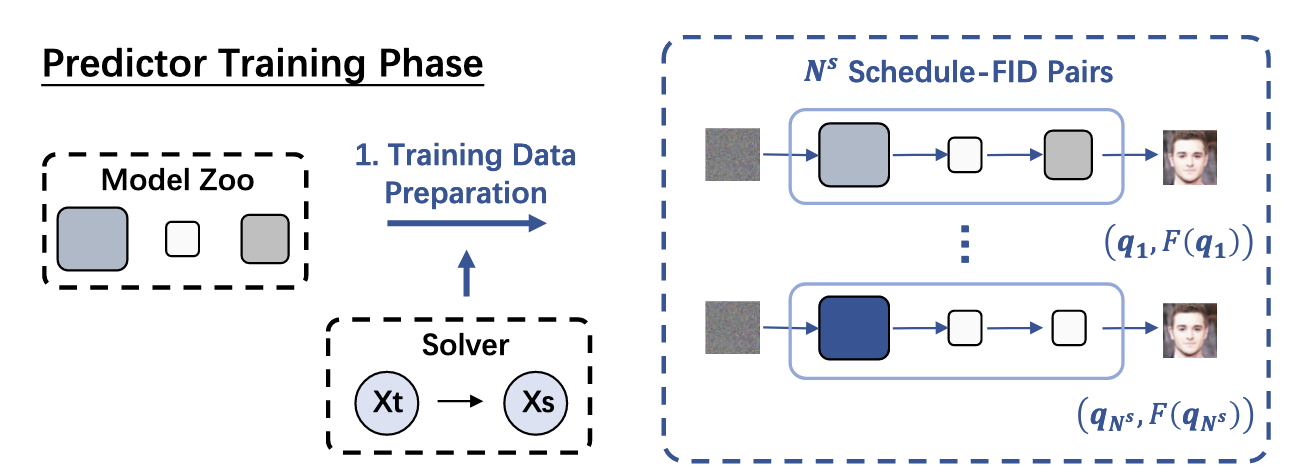 Predictor Training Phase
Model Zoo
1. Training Data
Preparation
Solver
Xt
Xs
N^s Schedule-FID Pairs
(q_1, F(q_1))
(q_{N^s}, F(q_{N^s}))